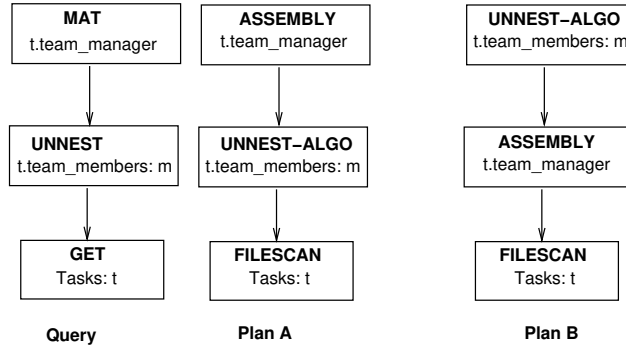 MAT
t.team_manager
UNNEST
t.team_members: m
GET
Tasks: t
Query
ASSEMBLY
t.team_manager
UNNEST−ALGO
t.team_members: m
FILESCAN
Tasks: t
Plan A
UNNEST−ALGO
t.team_members: m
ASSEMBLY
t.team_manager
FILESCAN
Tasks: t
Plan B